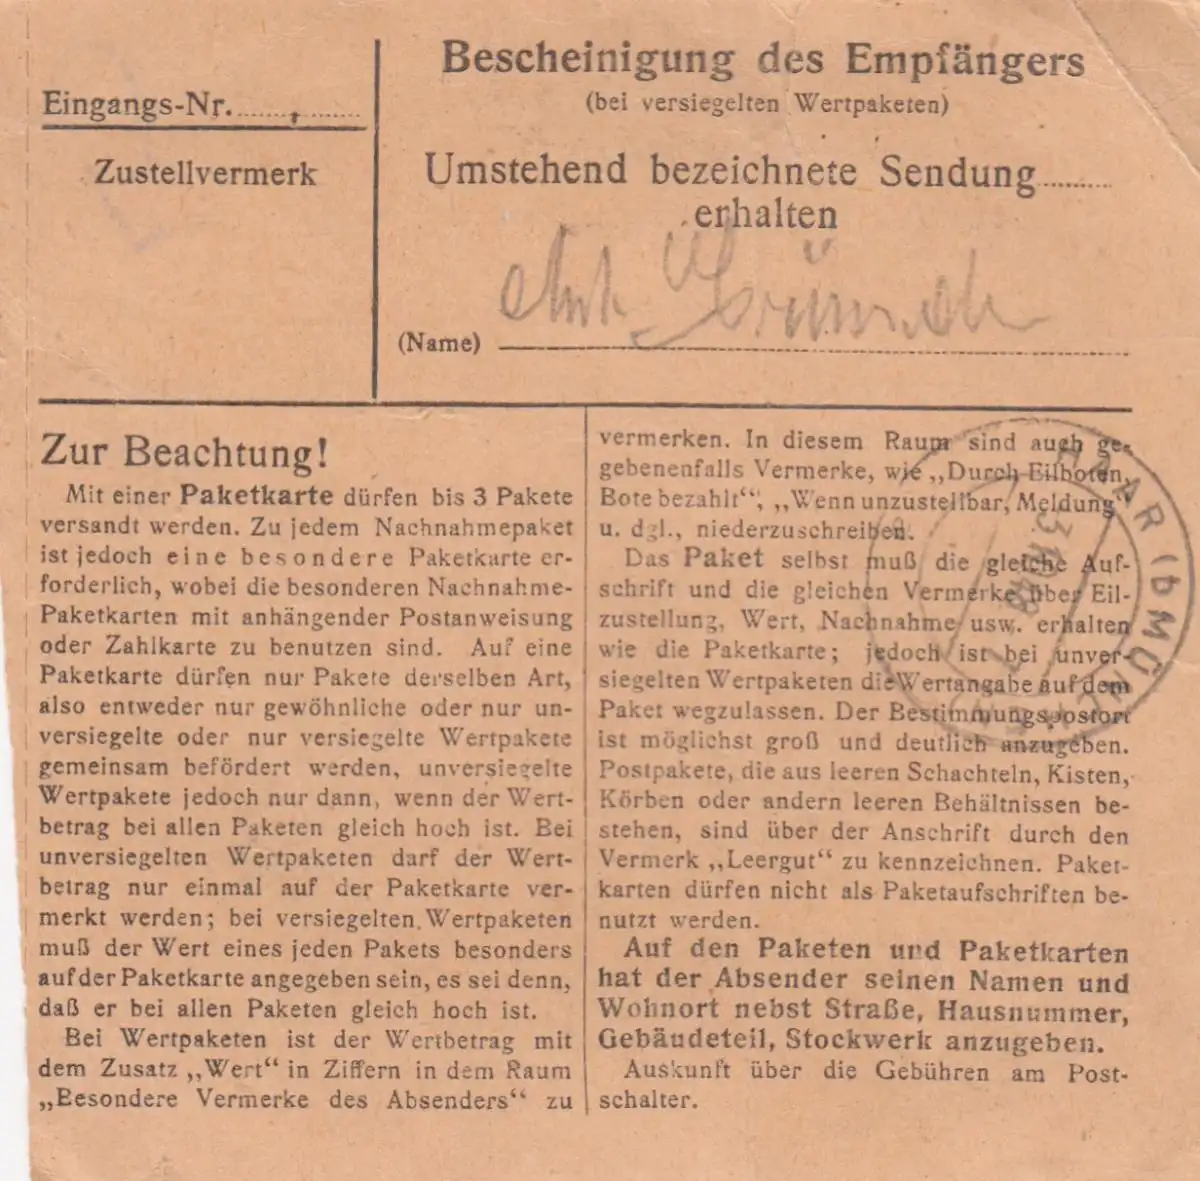 Eingangs-Nr.
Zustellvermerk
Bescheinigung des Empfängers
(bei versiegelten Wertpaketen)
Umstehend bezeichnete Sendung
erhalten
(Name)
Zur Beachtung!
Mit einer Paketkarte dürfen bis 3 Pakete
versandt werden. Zu jedem Nachnahmepaket
ist jedoch eine besondere Paketkarte er-
forderlich, wobei die besonderen Nachnahme-
Paketkarten mit anhängender Postanweisung
oder Zahlkarte zu benutzen sind. Auf eine
Paketkarte dürfen nur Pakete derselben Art,
also entweder nur gewöhnliche oder nur un-
versiegelte oder nur versiegelte Wertpakete
gemeinsam befördert werden, unversiegelte
Wertpakete jedoch nur dann, wenn der Wert-
betrag bei allen Paketen gleich hoch ist. Bei
unversiegelten Wertpaketen darf der Wert-
betrag nur einmal auf der Paketkarte ver-
merkt werden; bei versiegelten Wertpaketen
muß der Wert eines jeden Pakets besonders
auf der Paketkarte angegeben sein, es sei denn,
daß er bei allen Paketen gleich hoch ist.
Bei Wertpaketen ist der Wertbetrag mit
dem Zusatz „Wert“ in Ziffern in dem Raum
„Besondere Vermerke des Absenders“ zu
vermerken. In diesem Raum sind auch ge-
gebenenfalls Vermerke, wie „Durch Eilboten,
Bote bezahlt“, „Wenn unzustellbar, Meldung“
u. dgl., niederzuschreiben.
Das Paket selbst muß die gleiche Auf-
schrift und die gleichen Vermerke über Eil-
zustellung, Wert, Nachnahme usw. erhalten
wie die Paketkarte; jedoch ist bei unver-
siegelten Wertpaketen die Wertangabe auf dem
Paket wegzulassen. Der Bestimmungspostort
ist möglichst groß und deutlich anzugeben.
Postpakete, die aus leeren Schachteln, Kisten,
Körben oder andern leeren Behältnissen be-
stehen, sind über der Anschrift durch den
Vermerk „Leergut“ zu kennzeichnen. Paket-
karten dürfen nicht als Paketaufschriften be-
nutzt werden.
Auf den Paketen und Paketkarten
hat der Absender seinen Namen und
Wohnort nebst Straße, Hausnummer,
Gebäudeteil, Stockwerk anzugeben.
Auskunft über die Gebühren am Post-
schalter.